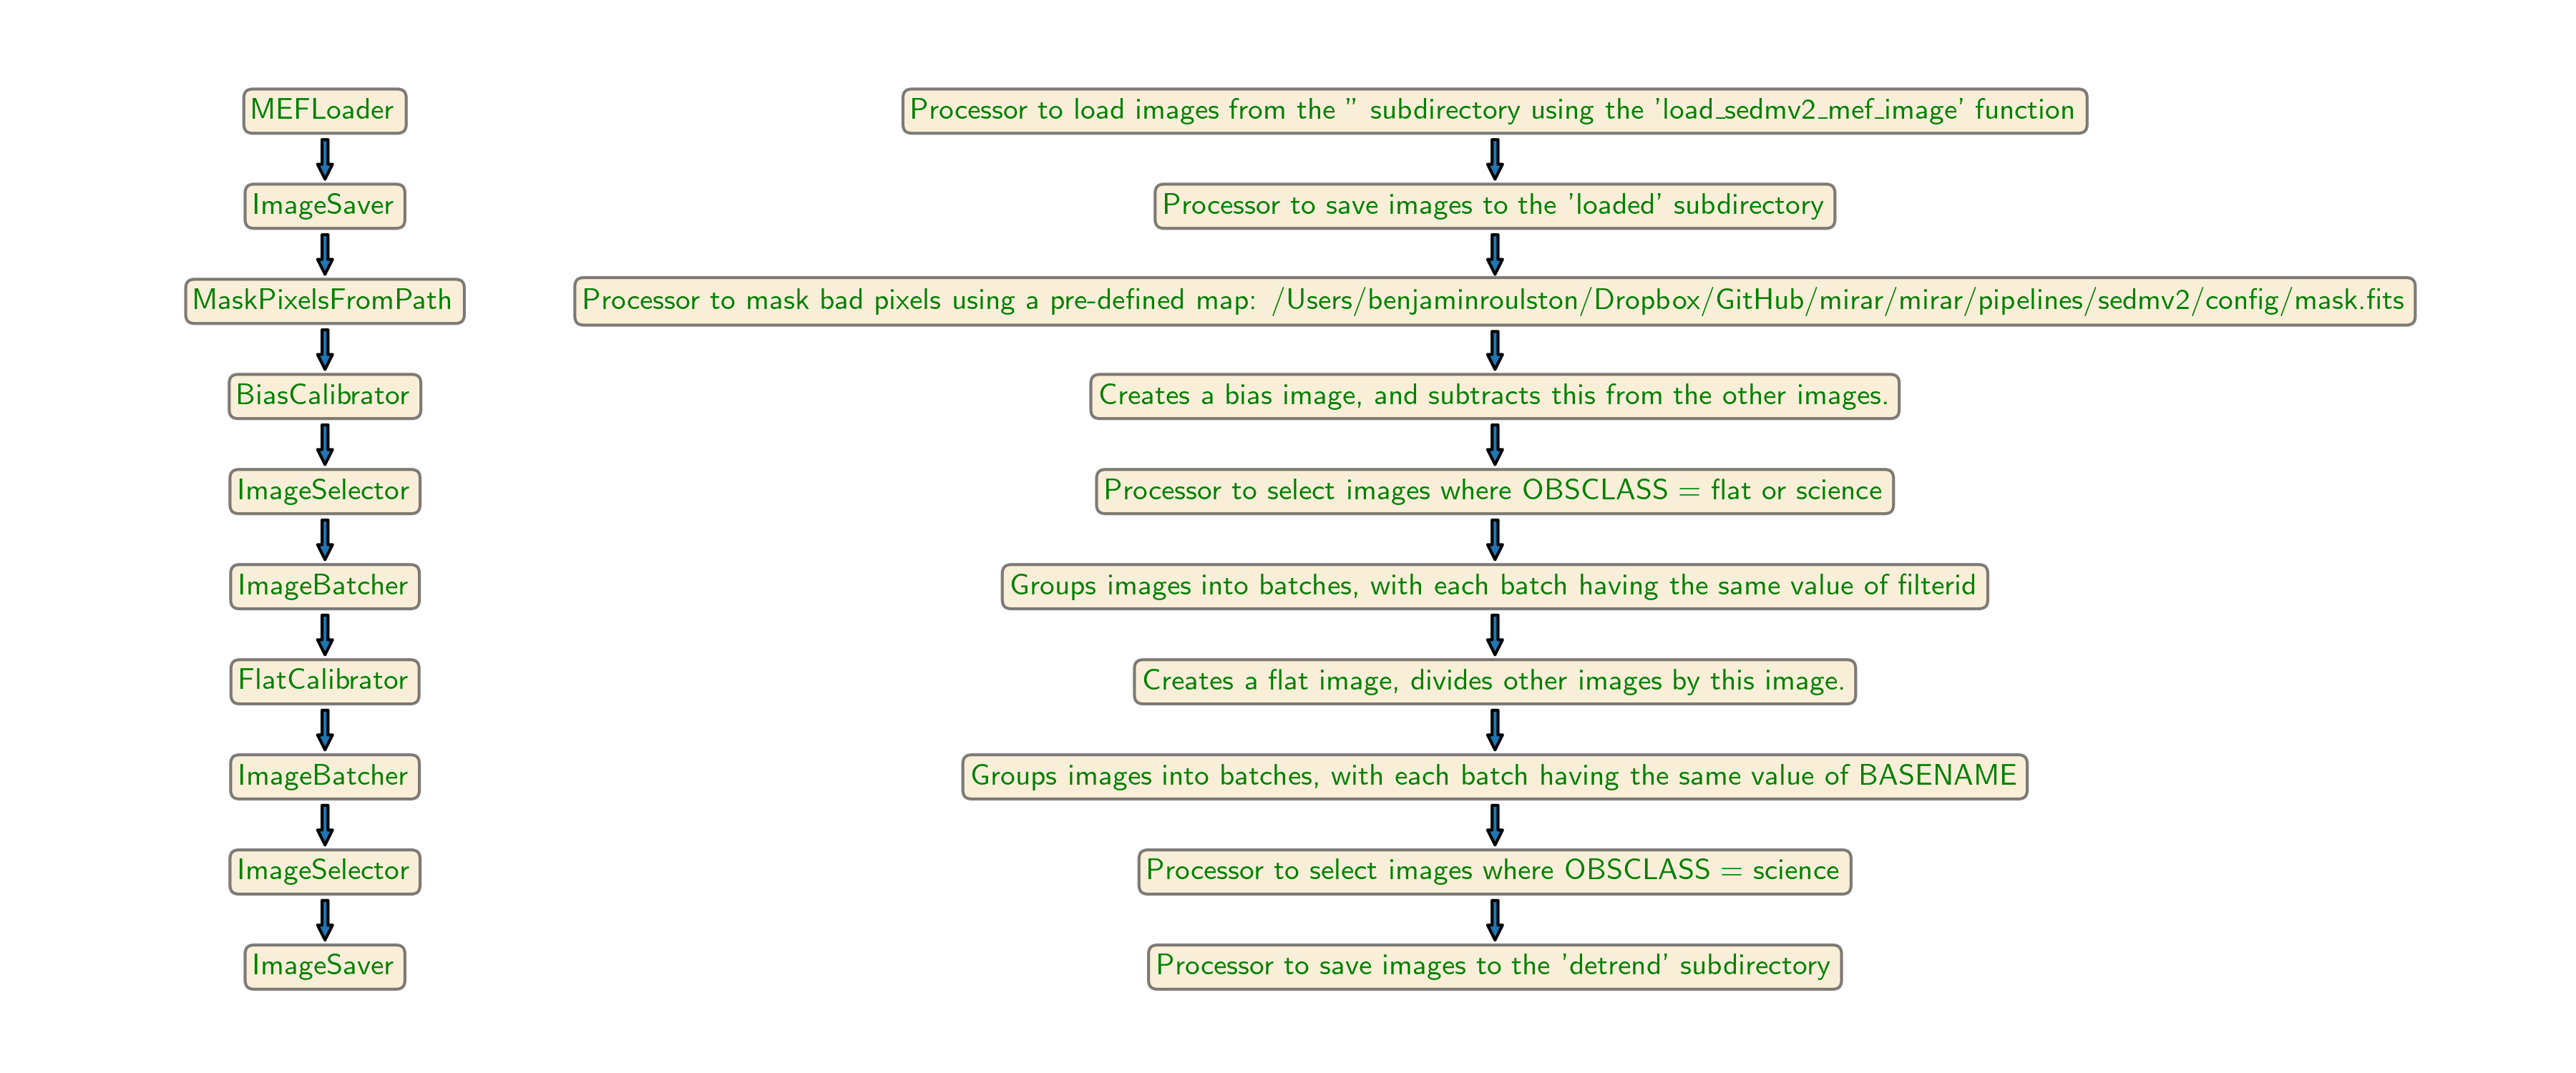 MEFLoader
Processor to load images from the ” subdirectory using the ’load_sedmv2_mef_image’ function
ImageSaver
Processor to save images to the ’loaded’ subdirectory
MaskPixelsFromPath
Processor to mask bad pixels using a pre-defined map: /Users/benjaminroulston/Dropbox/GitHub/mirar/mirar/pipelines/sedmv2/config/mask.fits
BiasCalibrator
Creates a bias image, and subtracts this from the other images.
ImageSelector
Processor to select images where OBSCLASS = flat or science
ImageBatcher
Groups images into batches, with each batch having the same value of filterid
FlatCalibrator
Creates a flat image, divides other images by this image.
ImageBatcher
Groups images into batches, with each batch having the same value of BASENAME
ImageSelector
Processor to select images where OBSCLASS = science
ImageSaver
Processor to save images to the ’detrend’ subdirectory